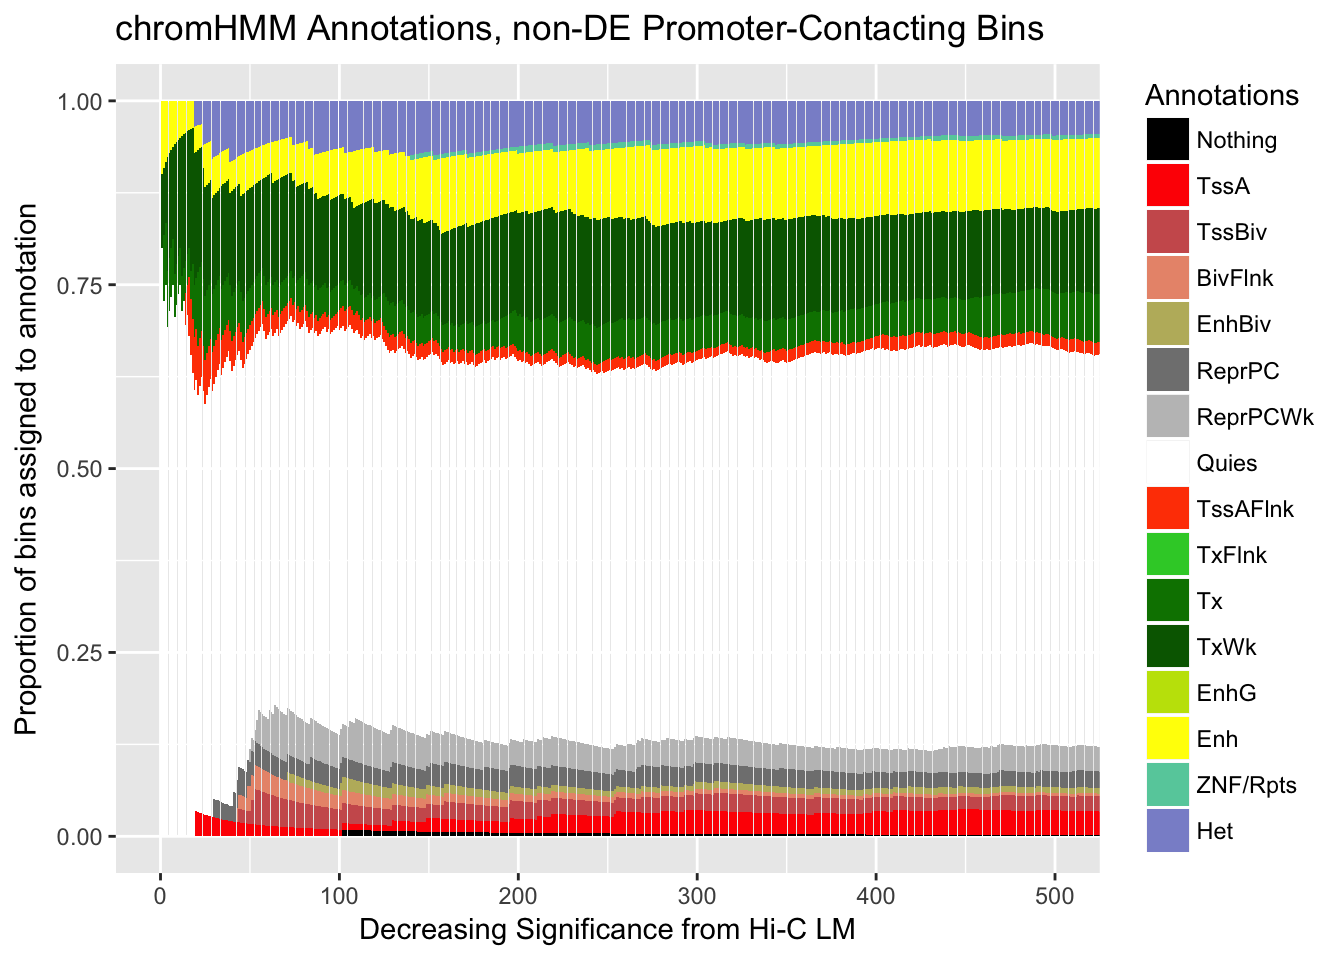 chromHMM Annotations, non-DE Promoter-Contacting Bins
Proportion of bins assigned to annotation
1.00
0.75
0.50
0.25
0.00
0
100
200
300
400
500
Decreasing Significance from Hi-C LM
Annotations
Nothing
TssA
TssBiv
BivFlnk
EnhBiv
ReprPC
ReprPCWk
Quies
TssAFlnk
TxFlnk
Tx
TxWk
EnhG
Enh
ZNF/Rpts
Het